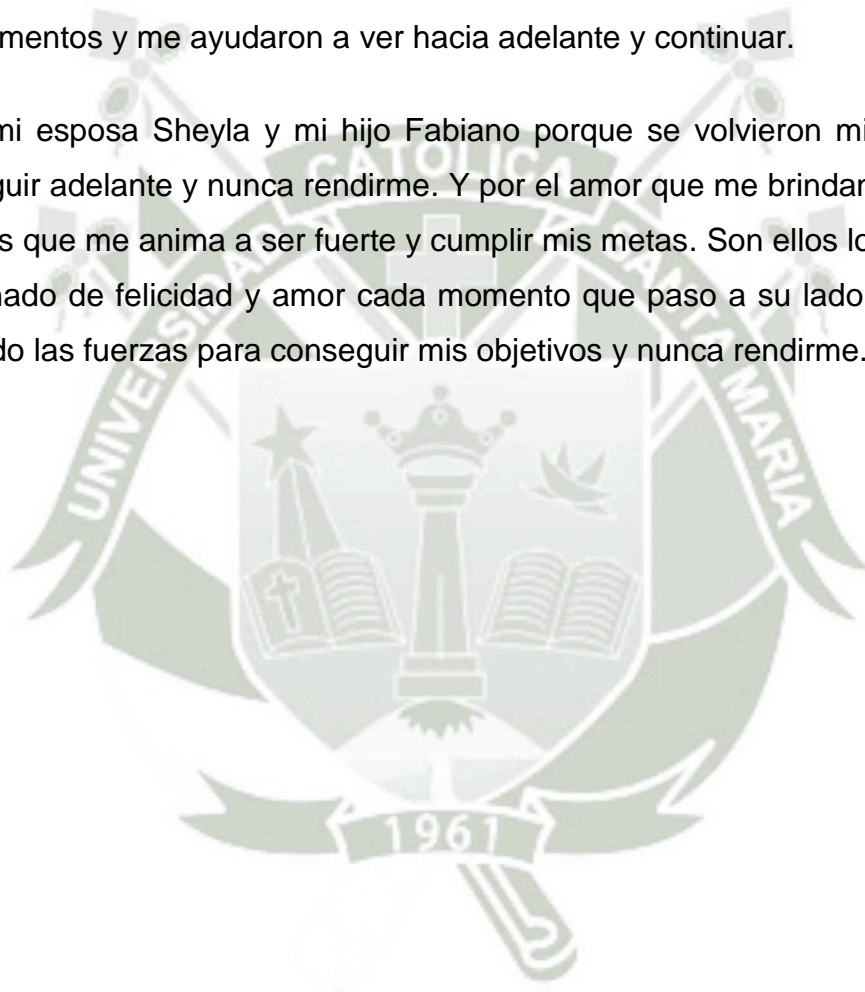 mentos y me ayudaron a ver hacia adelante y continuar.
mi esposa Sheyla y mi hijo Fabiano porque se volvieron mi
guir adelante y nunca rendirme. Y por el amor que me brindan
s que me anima a ser fuerte y cumplir mis metas. Son ellos lo
nado de felicidad y amor cada momento que paso a su lado
do las fuerzas para conseguir mis objetivos y nunca rendirme.
UNIVERSIDAD CATOLICA SANTA MARIA
1961